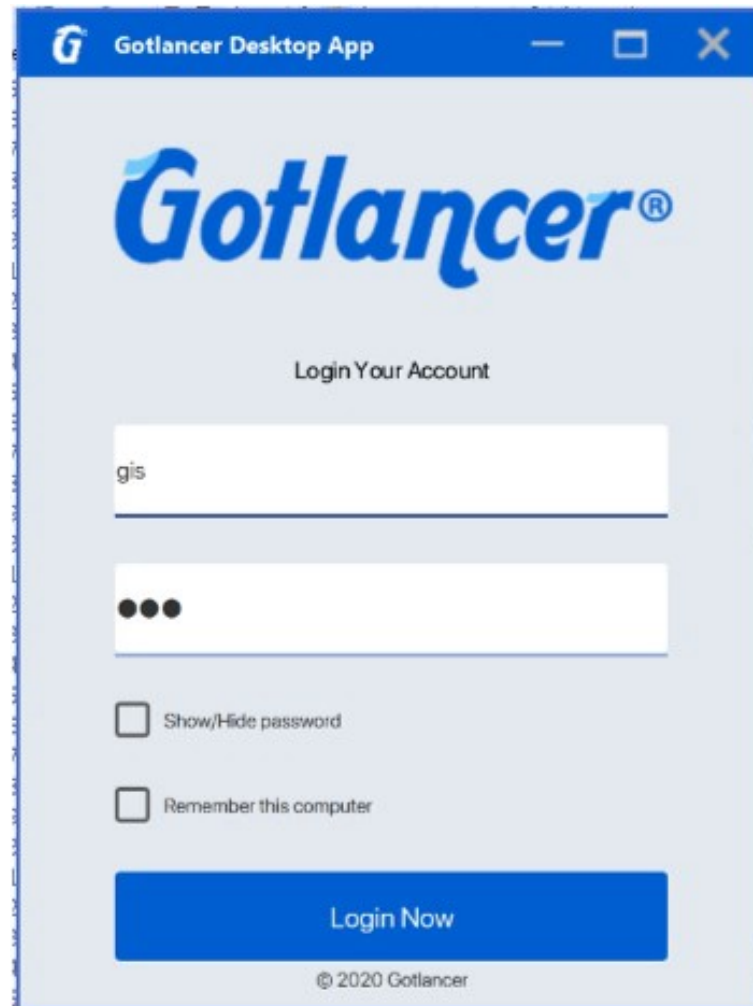 Gotlancer Desktop App
Gotlancer®
Login Your Account
gis
Show/Hide password
Remember this computer
Login Now
© 2020 Gotlancer